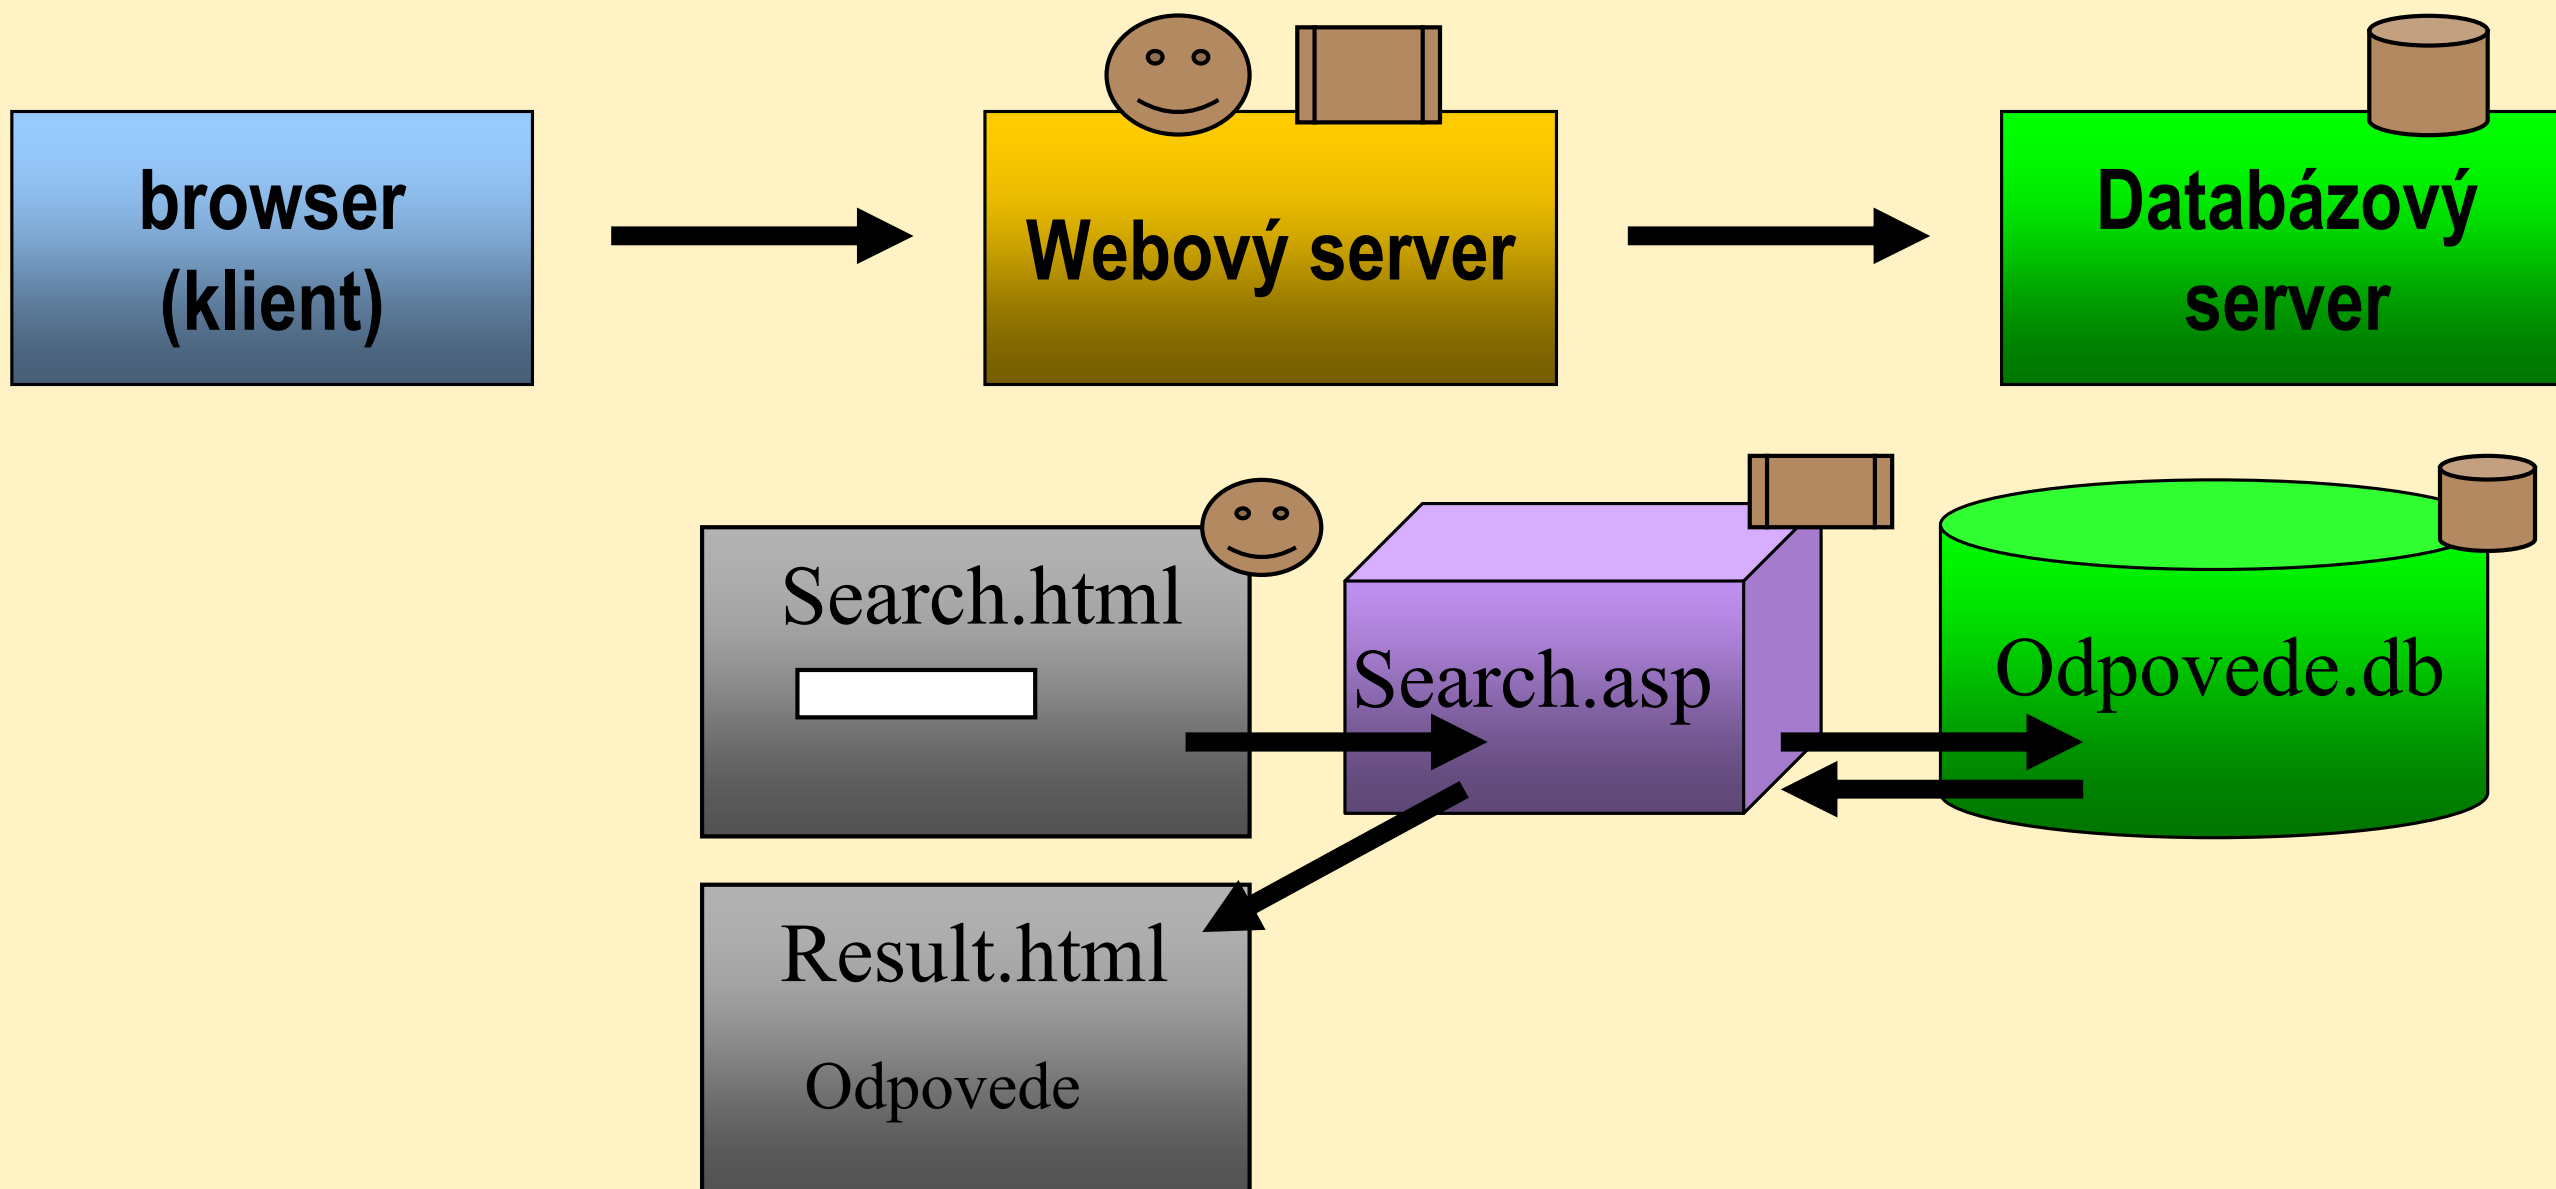 browser
(klient)
Webový server
Databázový
server
Search.html
Search.asp
Odpovede.db
Result.html
Odpovede